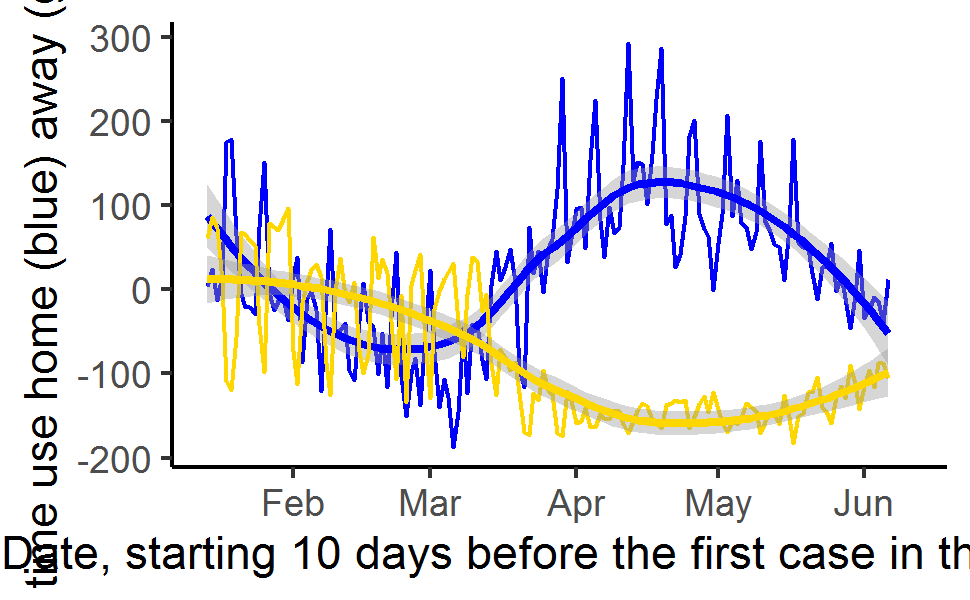 time use home (blue) away (
300
200
100
0
-100
-200
Feb Mar Apr May Jun
Date, starting 10 days before the first case in th